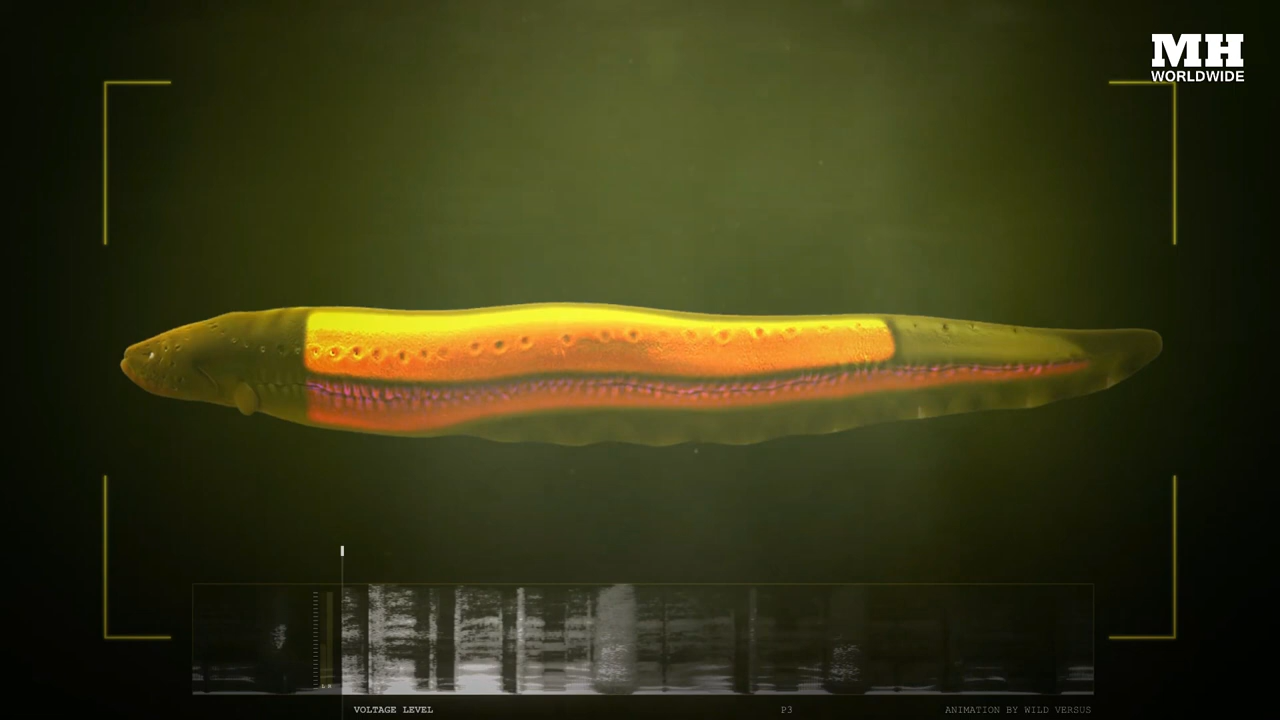 MH
WORLDWIDE
VOLTAGE LEVEL
P3
ANIMATION BY WILD VERSUS